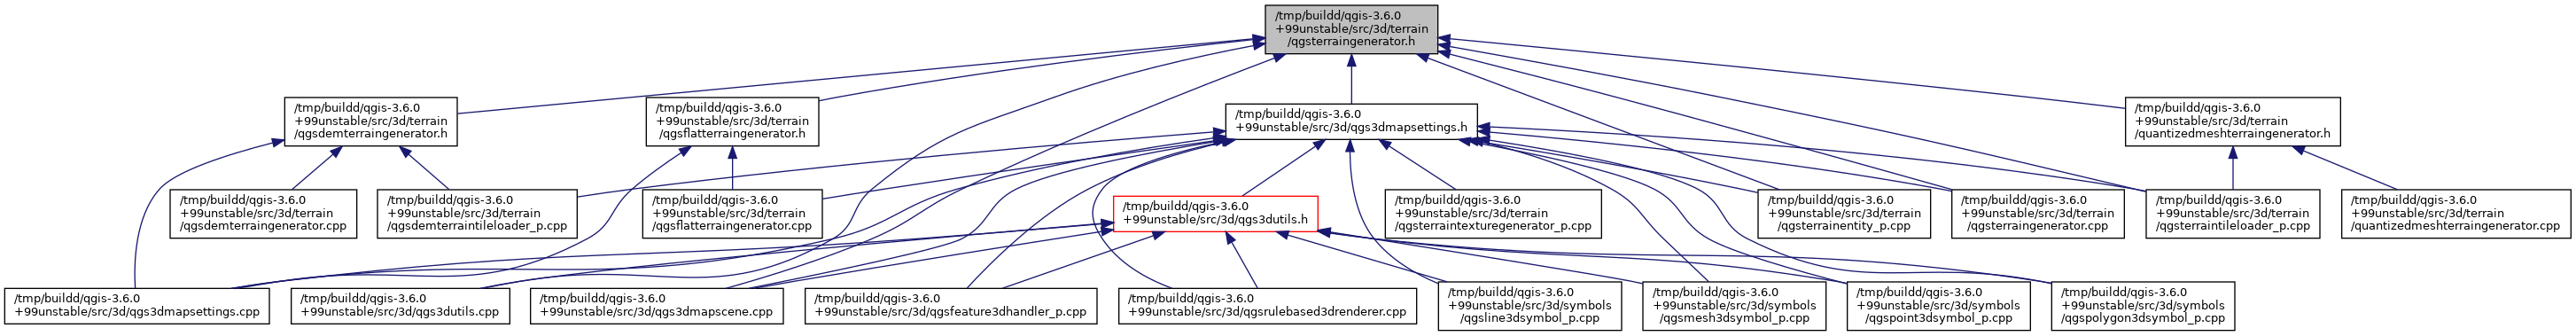 /tmp/buildd/qgis-3.6.0
+99unstable/src/3d/terrain
/qgsterraingenerator.h
/tmp/buildd/qgis-3.6.0
+99unstable/src/3d/terrain
/qgsdemterraingenerator.h
/tmp/buildd/qgis-3.6.0
+99unstable/src/3d/terrain
/qgsflatterraingenerator.h
/tmp/buildd/qgis-3.6.0
+99unstable/src/3d/qgs3dmapsettings.h
/tmp/buildd/qgis-3.6.0
+99unstable/src/3d/terrain
/quantizedmeshterraingenerator.h
/tmp/buildd/qgis-3.6.0
+99unstable/src/3d/terrain
/qgsdemterraingenerator.cpp
/tmp/buildd/qgis-3.6.0
+99unstable/src/3d/terrain
/qgsdemterraintileloader_p.cpp
/tmp/buildd/qgis-3.6.0
+99unstable/src/3d/terrain
/qgsflatterraingenerator.cpp
/tmp/buildd/qgis-3.6.0
+99unstable/src/3d/qgs3dutils.h
/tmp/buildd/qgis-3.6.0
+99unstable/src/3d/terrain
/qgsterraintexturegenerator_p.cpp
/tmp/buildd/qgis-3.6.0
+99unstable/src/3d/terrain
/qgsterrainentity_p.cpp
/tmp/buildd/qgis-3.6.0
+99unstable/src/3d/terrain
/qgsterraingenerator.cpp
/tmp/buildd/qgis-3.6.0
+99unstable/src/3d/terrain
/qgsterraintileloader_p.cpp
/tmp/buildd/qgis-3.6.0
+99unstable/src/3d/terrain
/quantizedmeshterraingenerator.cpp
/tmp/buildd/qgis-3.6.0
+99unstable/src/3d/qgs3dmapsettings.cpp
/tmp/buildd/qgis-3.6.0
+99unstable/src/3d/qgs3dutils.cpp
/tmp/buildd/qgis-3.6.0
+99unstable/src/3d/qgs3dmapscene.cpp
/tmp/buildd/qgis-3.6.0
+99unstable/src/3d/qgsfeature3dhandler_p.cpp
/tmp/buildd/qgis-3.6.0
+99unstable/src/3d/qgsrulebased3drenderer.cpp
/tmp/buildd/qgis-3.6.0
+99unstable/src/3d/symbols
/qgsline3dsymbol_p.cpp
/tmp/buildd/qgis-3.6.0
+99unstable/src/3d/symbols
/qgsmesh3dsymbol_p.cpp
/tmp/buildd/qgis-3.6.0
+99unstable/src/3d/symbols
/qgspoint3dsymbol_p.cpp
/tmp/buildd/qgis-3.6.0
+99unstable/src/3d/symbols
/qgspolygon3dsymbol_p.cpp